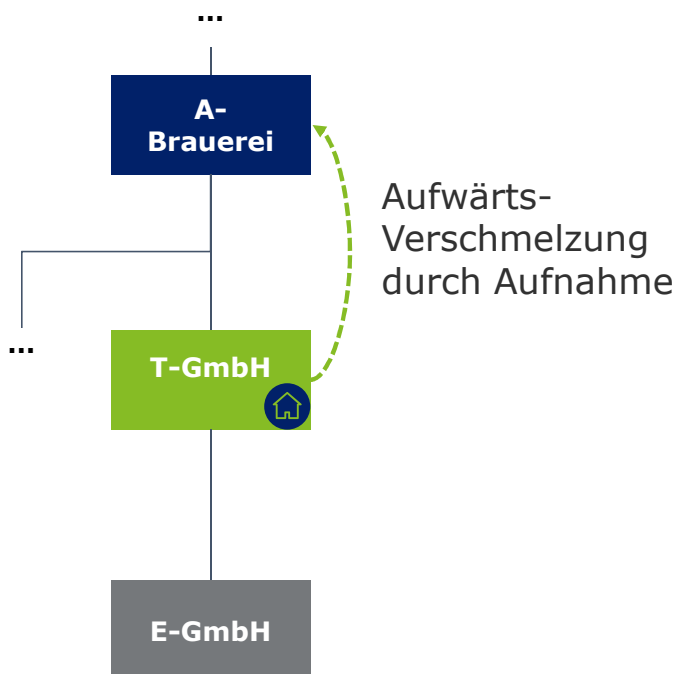 ...
A-
Brauerei
Aufwärts-
Verschmelzung
durch Aufnahme
...
T-GmbH
E-GmbH